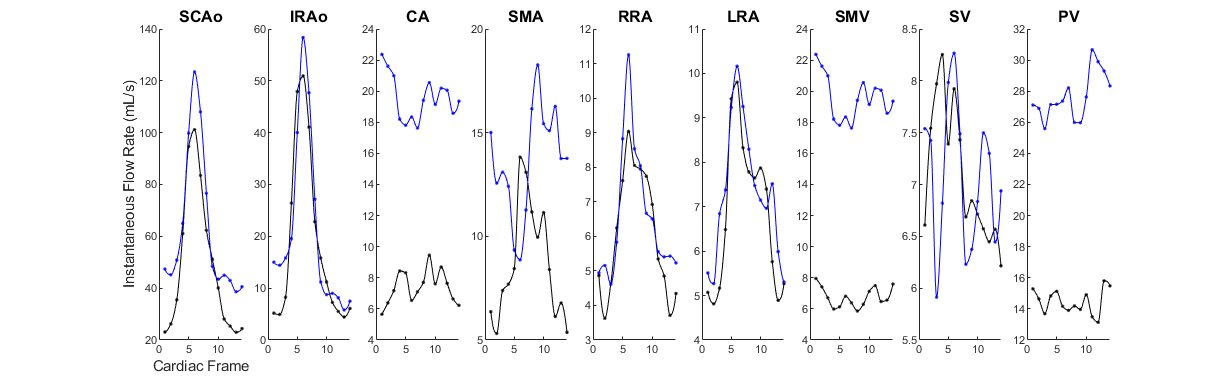 SCAo IRAo CA SMA RRA LRA SMV SV PV
Instantaneous Flow Rate (mL/s)
140 120 100 80 60 40 20
0 5 10
60 50 40 30 20 10 0
0 5 10
24 22 20 18 16 14 12 10 8 6 4
0 5 10
20 15 10 5
0 5 10
12 11 10 9 8 7 6 5 4 3
0 5 10
11 10 9 8 7 6 5 4
0 5 10
24 22 20 18 16 14 12 10 8 6 4
0 5 10
8.5 8 7.5 7 6.5 6 5.5
0 5 10
32 30 28 26 24 22 20 18 16 14 12
0 5 10
Cardiac Frame